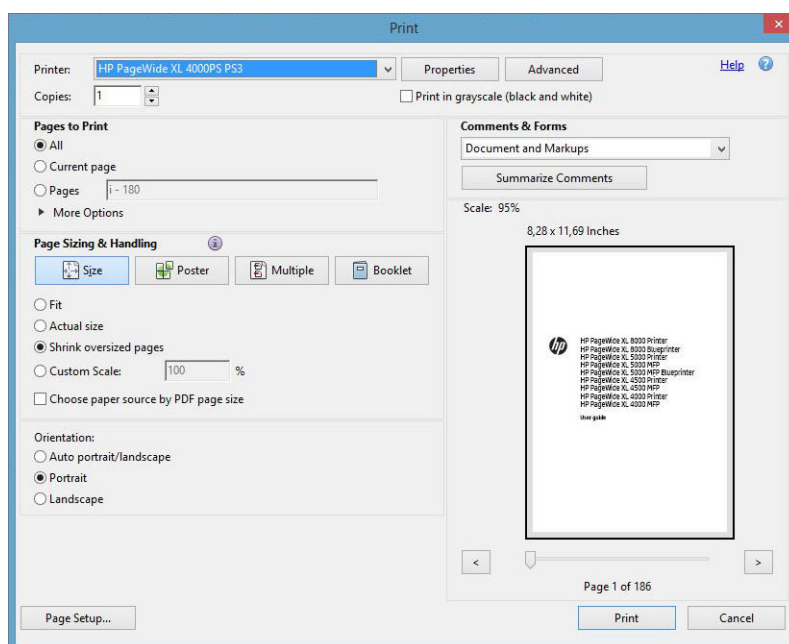 Print
Printer: HP PageWide XL 4000PS PS3 Properties Advanced Help
Copies: 1 Print in grayscale (black and white)
Pages to Print
All
Current page
Pages i - 180
More Options
Page Sizing & Handling
Size Poster Multiple Booklet
Fit
Actual size
Shrink oversized pages
Custom Scale: 100 %
Choose paper source by PDF page size
Orientation:
Auto portrait/landscape
Portrait
Landscape
Comments & Forms
Document and Markups
Summarize Comments
Scale: 95%
8,28 x 11,69 Inches
hp
HP PageWide XL 8000 Printer
HP PageWide XL 8000 Blueprinter
HP PageWide XL 5000 Printer
HP PageWide XL 5000 MFP
HP PageWide XL 5000 MFP Blueprinter
HP PageWide XL 4500 Printer
HP PageWide XL 4500 MFP
HP PageWide XL 4000 Printer
HP PageWide XL 4000 MFP
User guide
< >
Page 1 of 186
Page Setup... Print Cancel